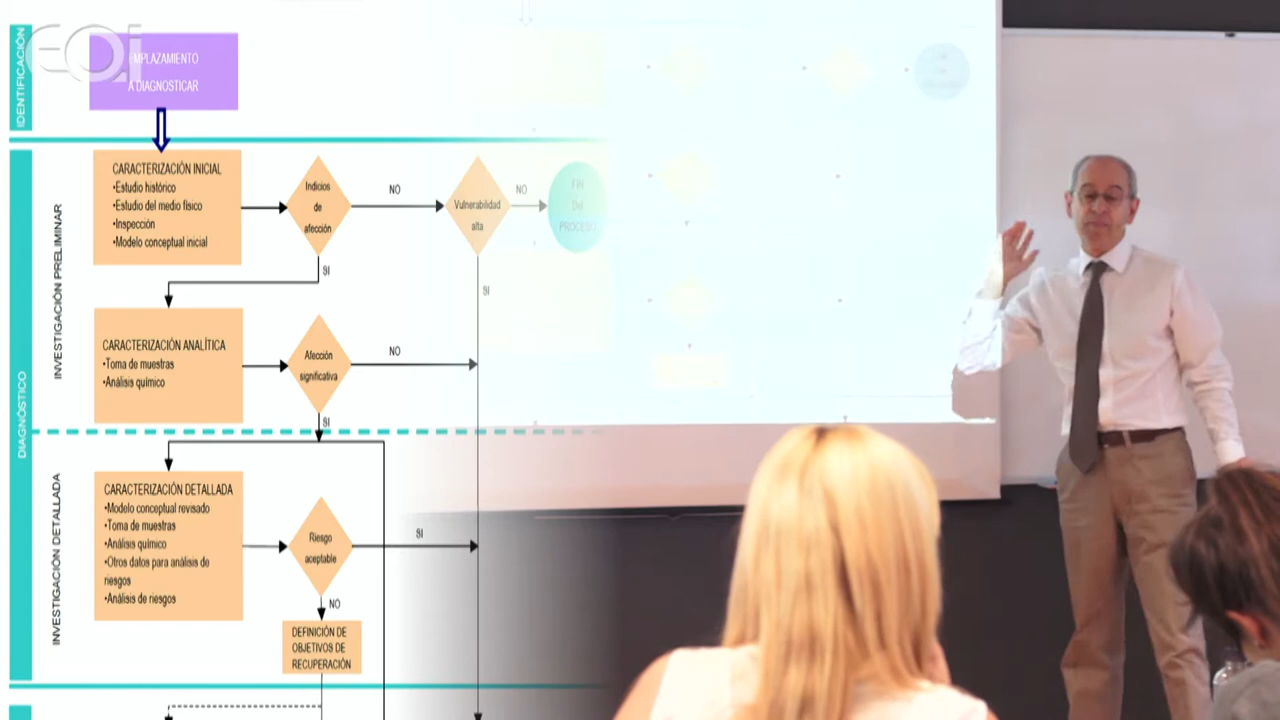 EOi
IDENTIFICACIÓN
EMPLAZAMIENTO
A DIAGNOSTICAR
DIAGNÓSTICO
INVESTIGACIÓN PRELIMINAR
CARACTERIZACIÓN INICIAL
•Estudio histórico
•Estudio del medio físico
•Inspección
•Modelo conceptual inicial
Indicios
de
afección
NO
Vulnerabilidad
alta
NO
FIN
Del
PROCESO
SI
SI
CARACTERIZACIÓN ANALÍTICA
•Toma de muestras
•Análisis químico
Afección
significativa
NO
SI
INVESTIGACIÓN DETALLADA
CARACTERIZACIÓN DETALLADA
•Modelo conceptual revisado
•Toma de muestras
•Análisis químico
•Otros datos para análisis de
riesgos
•Análisis de riesgos
Riesgo
aceptable
SI
NO
DEFINICIÓN DE
OBJETIVOS DE
RECUPERACIÓN